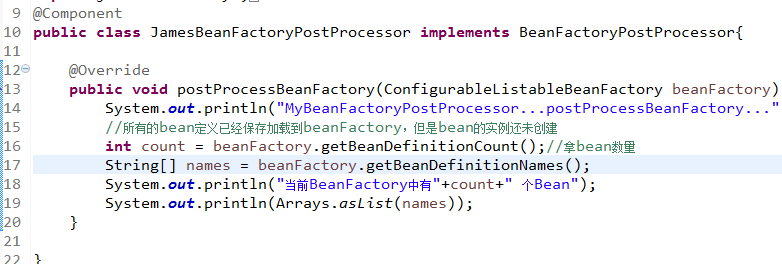 9 @Component
10 public class JamesBeanFactoryPostProcessor implements BeanFactoryPostProcessor{
11
12 @Override
13 public void postProcessBeanFactory(ConfigurableListableBeanFactory beanFactory)
14 System.out.println("MyBeanFactoryPostProcessor...postProcessBeanFactory..."
15 //所有的bean定义已经保存加载到beanFactory，但是bean的实例还未创建
16 int count = beanFactory.getBeanDefinitionCount();//拿bean数量
17 String[] names = beanFactory.getBeanDefinitionNames();
18 System.out.println("当前BeanFactory中有"+count+" 个Bean");
19 System.out.println(Arrays.asList(names));
20 }
21
22 }